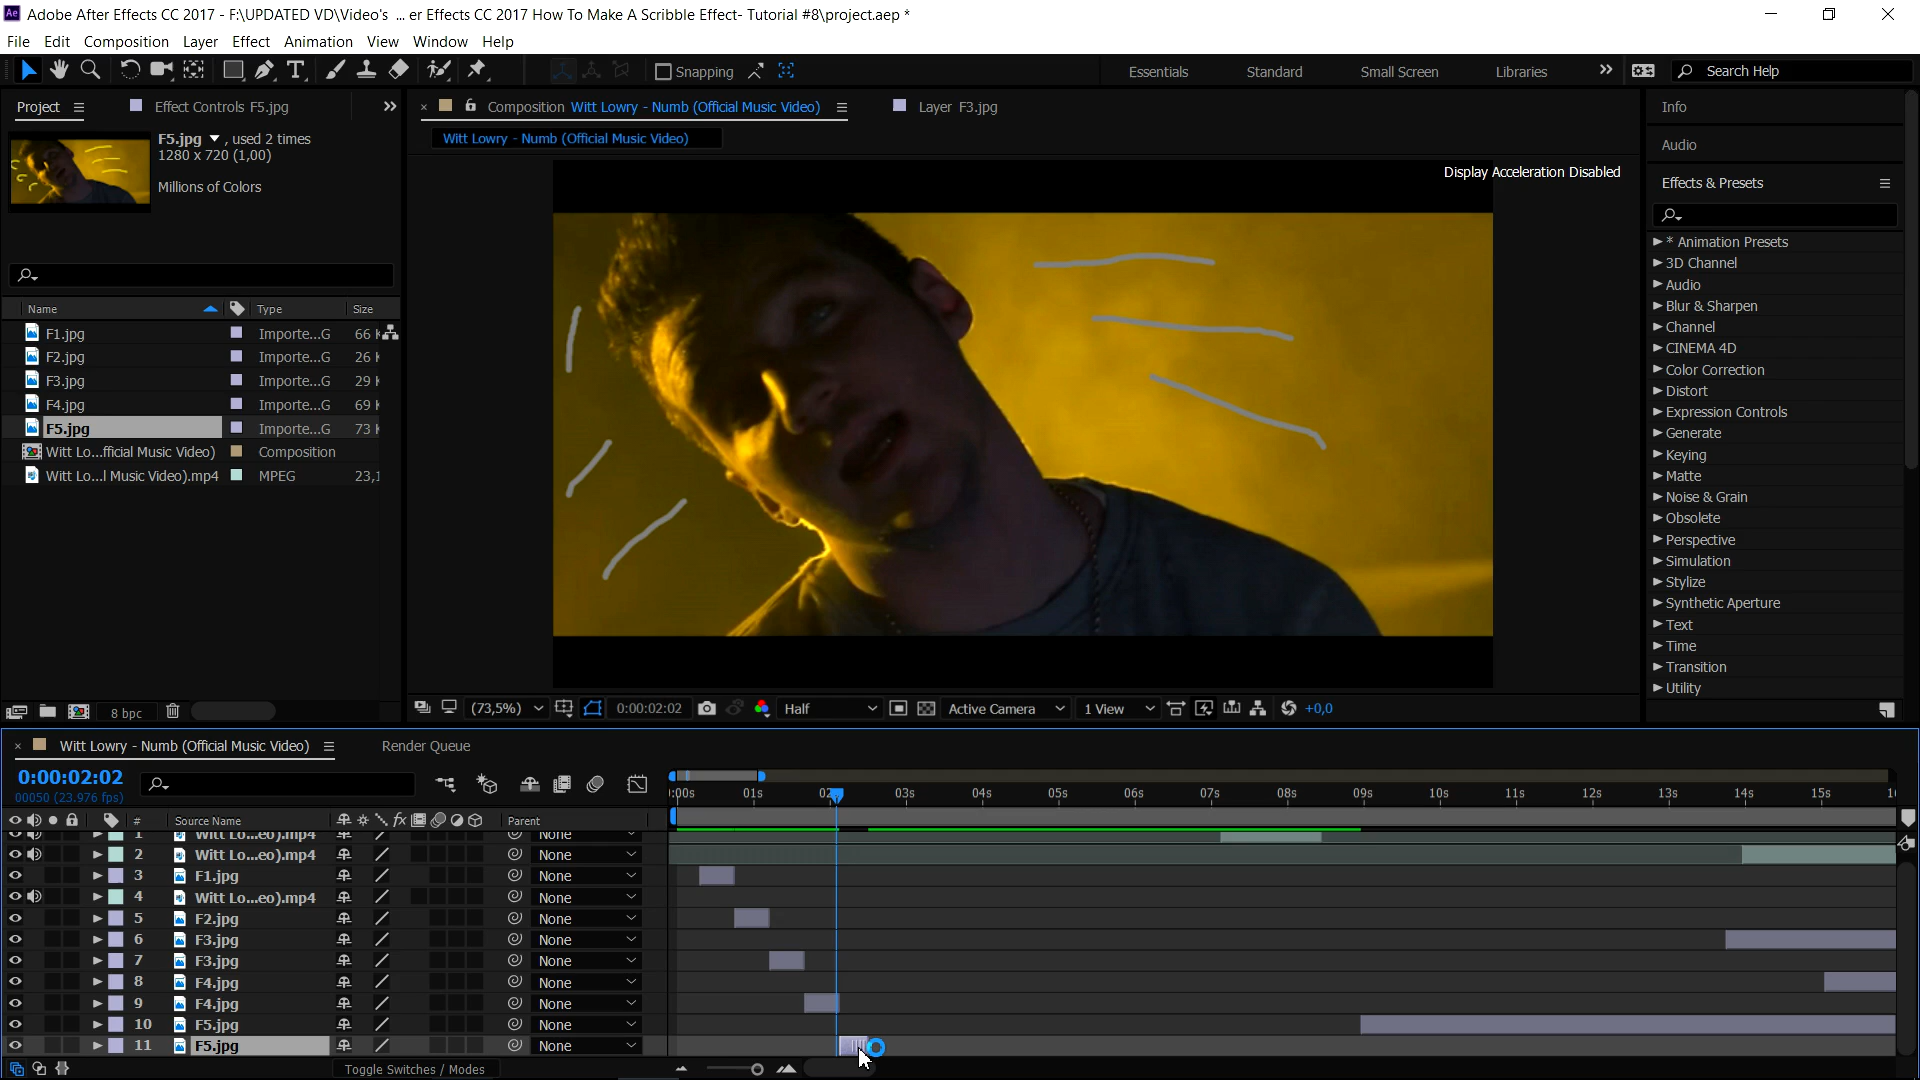 Adobe After Effects CC 2017 - F:\UPDATED VD\Video's ... er Effects CC 2017 How To Make A Scribble Effect- Tutorial #8\project.aep *
File Edit Composition Layer Effect Animation View Window Help
Snapping Essentials Standard Small Screen Libraries Search Help
Project Effect Controls F5.jpg
F5.jpg , used 2 times
1280 x 720 (1,00)
Millions of Colors
Name Type Size
F1.jpg Importe...G 66 K
F2.jpg Importe...G 26 K
F3.jpg Importe...G 29 K
F4.jpg Importe...G 69 K
F5.jpg Importe...G 73 K
Witt Lo...fficial Music Video) Composition
Witt Lo...l Music Video).mp4 MPEG 23,1
8 bpc
Composition Witt Lowry - Numb (Official Music Video) Layer F3.jpg
Witt Lowry - Numb (Official Music Video)
Display Acceleration Disabled
(73,5%) 0:00:02:02 Half Active Camera 1 View +0,0
Info
Audio
Effects & Presets
* Animation Presets
3D Channel
Audio
Blur & Sharpen
Channel
CINEMA 4D
Color Correction
Distort
Expression Controls
Generate
Keying
Matte
Noise & Grain
Obsolete
Perspective
Simulation
Stylize
Synthetic Aperture
Text
Time
Transition
Utility
Witt Lowry - Numb (Official Music Video) Render Queue
0:00:02:02
00050 (23.976 fps)
:00s 01s 02s 03s 04s 05s 06s 07s 08s 09s 10s 11s 12s 13s 14s 15s 1
# Source Name fx Parent
1 Witt Lo...eo).mp4 None
2 Witt Lo...eo).mp4 None
3 F1.jpg None
4 Witt Lo...eo).mp4 None
5 F2.jpg None
6 F3.jpg None
7 F3.jpg None
8 F4.jpg None
9 F4.jpg None
10 F5.jpg None
11 F5.jpg None
Toggle Switches / Modes